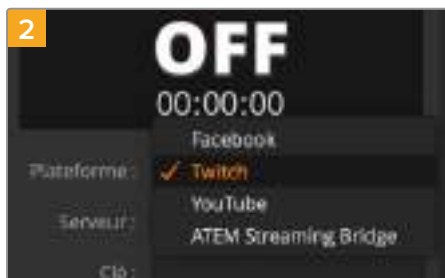 2
OFF
00:00:00
Facebook
Plateforme :
✓ Twitch
YouTube
Serveur :
ATEM Streaming Bridge
Clé :